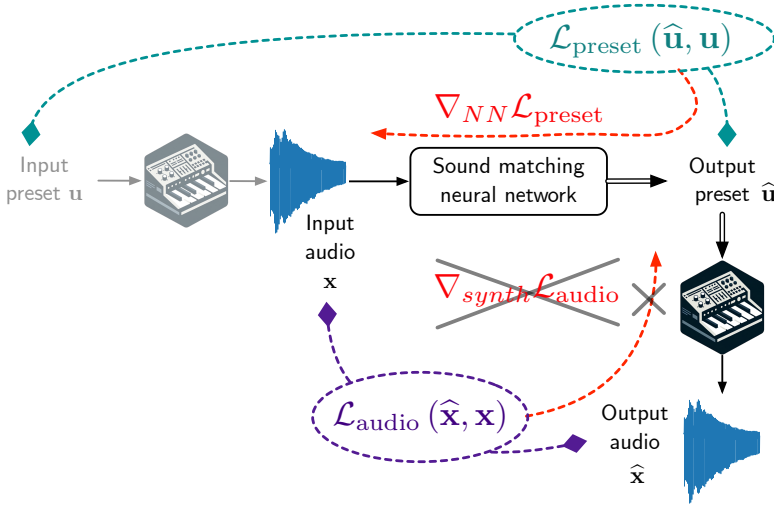 ℒ_preset (û, u)
∇_NN ℒ_preset
Input
preset u
Sound matching
neural network
Output
preset û
Input
audio
x
∇_synth ℒ_audio
ℒ_audio (x̂, x)
Output
audio
x̂